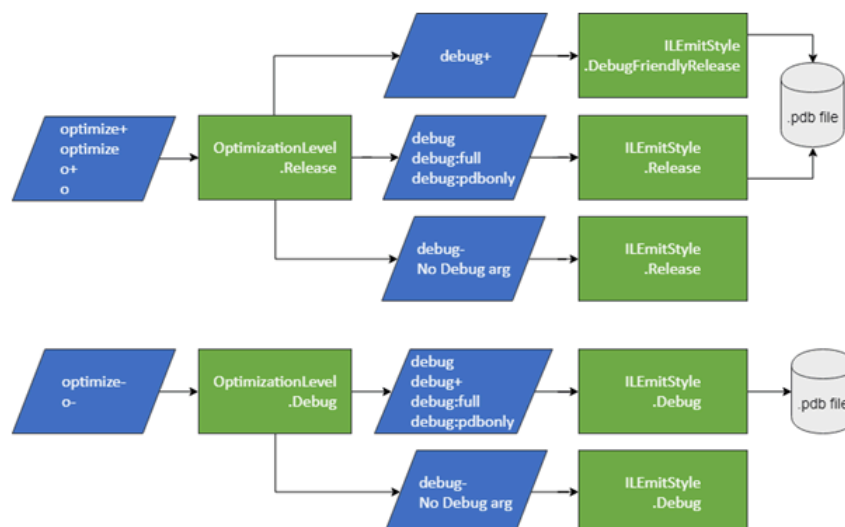 debug+
ILEmitStyle
.DebugFriendlyRelease
.pdb file
optimize+
optimize
o+
o
OptimizationLevel
.Release
debug
debug:full
debug:pdbonly
ILEmitStyle
.Release
debug-
No Debug arg
ILEmitStyle
.Release
optimize-
o-
OptimizationLevel
.Debug
debug
debug+
debug:full
debug:pdbonly
ILEmitStyle
.Debug
.pdb file
debug-
No Debug arg
ILEmitStyle
.Debug